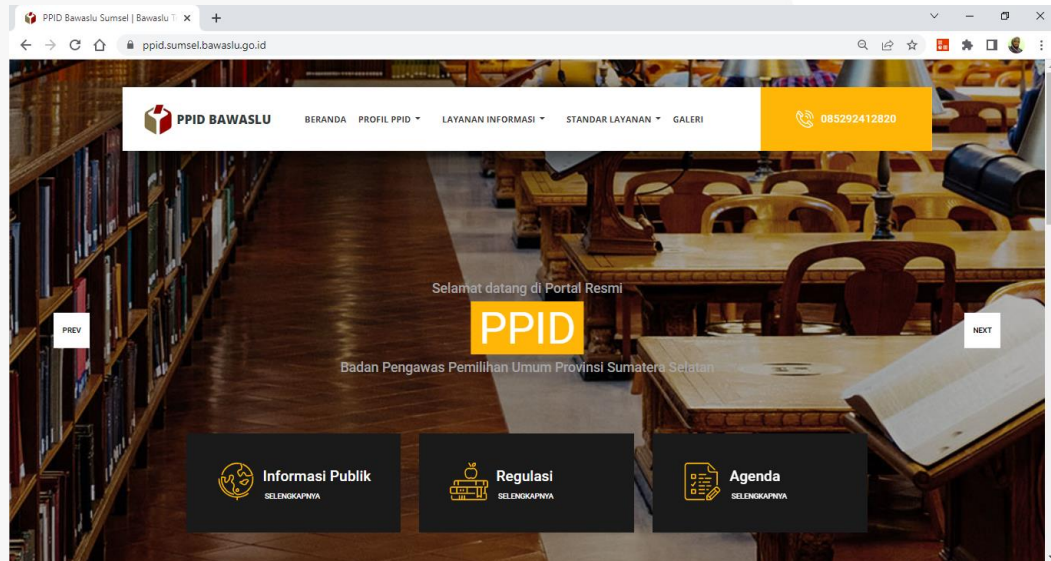 PPID Bawaslu Sumsel | Bawaslu T
ppid.sumsel.bawaslu.go.id
PPID BAWASLU
BERANDA PROFIL PPID LAYANAN INFORMASI STANDAR LAYANAN GALERI
085292412820
Selamat datang di Portal Resmi
PPID
Badan Pengawas Pemilihan Umum Provinsi Sumatera Selatan
PREV
NEXT
Informasi Publik
SELENGKAPNYA
Regulasi
SELENGKAPNYA
Agenda
SELENGKAPNYA